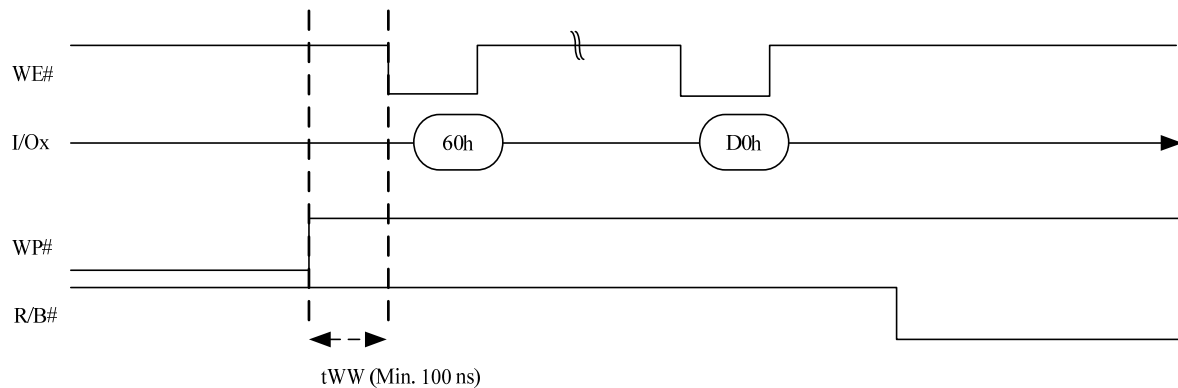 WE#
I/Ox
60h
D0h
WP#
R/B#
tWW (Min. 100 ns)